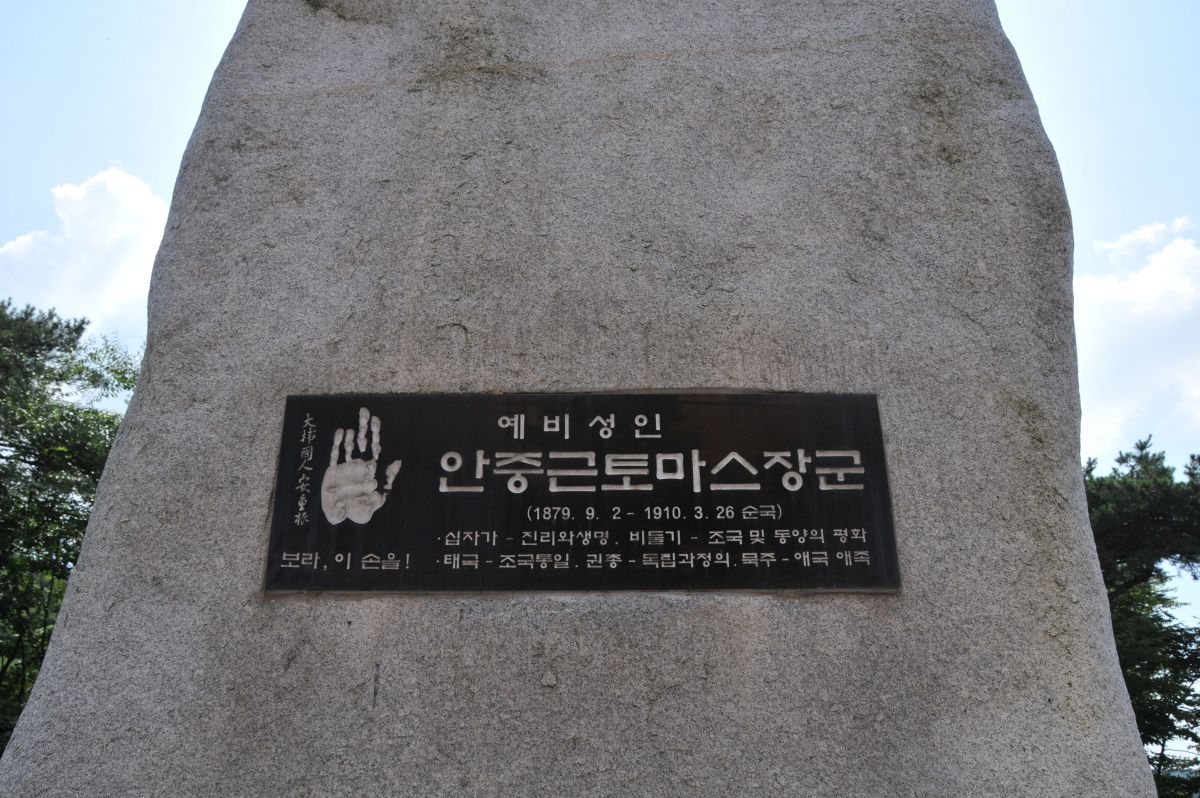 大韓國人 安重根
보라, 이 손을!
예비성인
안중근토마스장군
(1879. 9. 2 - 1910. 3. 26 순국)
·십자가 - 진리와생명. 비둘기 - 조국 및 동양의 평화
·태극 - 조국통일. 권총 - 독립과정의. 묵주 - 애국 애족